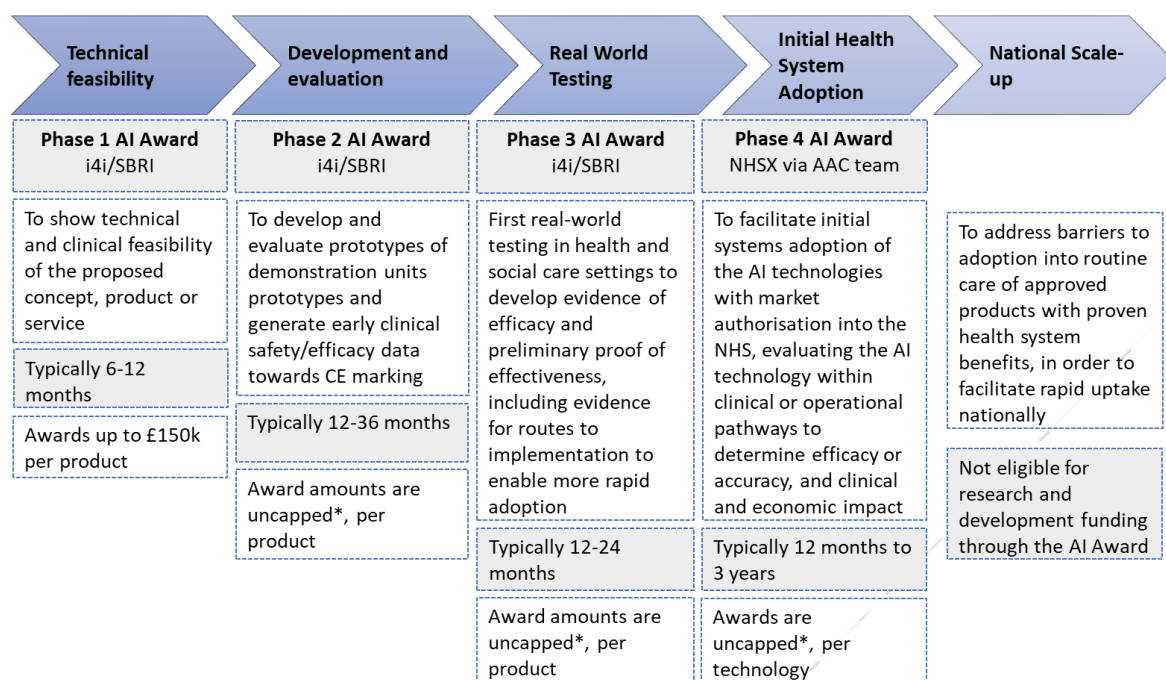 Technical
feasibility
Development and
evaluation
Real World
Testing
Initial Health
System
Adoption
National Scale-
up
Phase 1 AI Award
i4i/SBRI
To show technical
and clinical feasibility
of the proposed
concept, product or
service
Typically 6-12
months
Awards up to £150k
per product
Phase 2 AI Award
i4i/SBRI
To develop and
evaluate prototypes of
demonstration units
prototypes and
generate early clinical
safety/efficacy data
towards CE marking
Typically 12-36 months
Award amounts are
uncapped*, per
product
Phase 3 AI Award
i4i/SBRI
First real-world
testing in health and
social care settings to
develop evidence of
efficacy and
preliminary proof of
effectiveness,
including evidence
for routes to
implementation to
enable more rapid
adoption
Typically 12-24
months
Award amounts are
uncapped*, per
product
Phase 4 AI Award
NHSX via AAC team
To facilitate initial
systems adoption of
the AI technologies
with market
authorisation into the
NHS, evaluating the AI
technology within
clinical or operational
pathways to
determine efficacy or
accuracy, and clinical
and economic impact
Typically 12 months to
3 years
Awards are
uncapped*, per
technology
To address barriers to
adoption into routine
care of approved
products with proven
health system
benefits, in order to
facilitate rapid uptake
nationally
Not eligible for
research and
development funding
through the AI Award